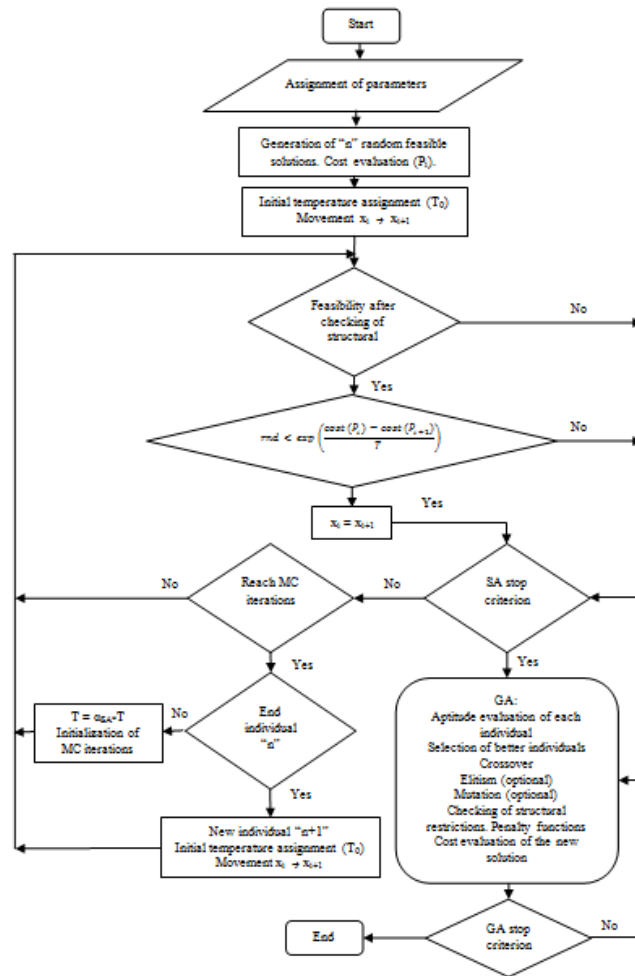 Start
Assignment of parameters
Generation of “n” random feasible
solutions. Cost evaluation (Pᵢ).
Initial temperature assignment (T₀)
Movement xᵢ → xᵢ₊₁
Feasibility after
checking of
structural
No
Yes
rnd < exp (cost (Pᵢ) − cost (Pᵢ₊₁) / T)
No
Yes
xᵢ = xᵢ₊₁
No
Reach MC
iterations
No
SA stop
criterion
Yes
Yes
T = αSA*T
Initialization of
MC iterations
No
End
individual
“n”
Yes
GA:
Aptitude evaluation of each
individual
Selection of better individuals
Crossover
Elitism (optional)
Mutation (optional)
Checking of structural
restrictions. Penalty functions
Cost evaluation of the new
solution
New individual “n+1”
Initial temperature assignment (T₀)
Movement xᵢ → xᵢ₊₁
End
GA stop
criterion
No